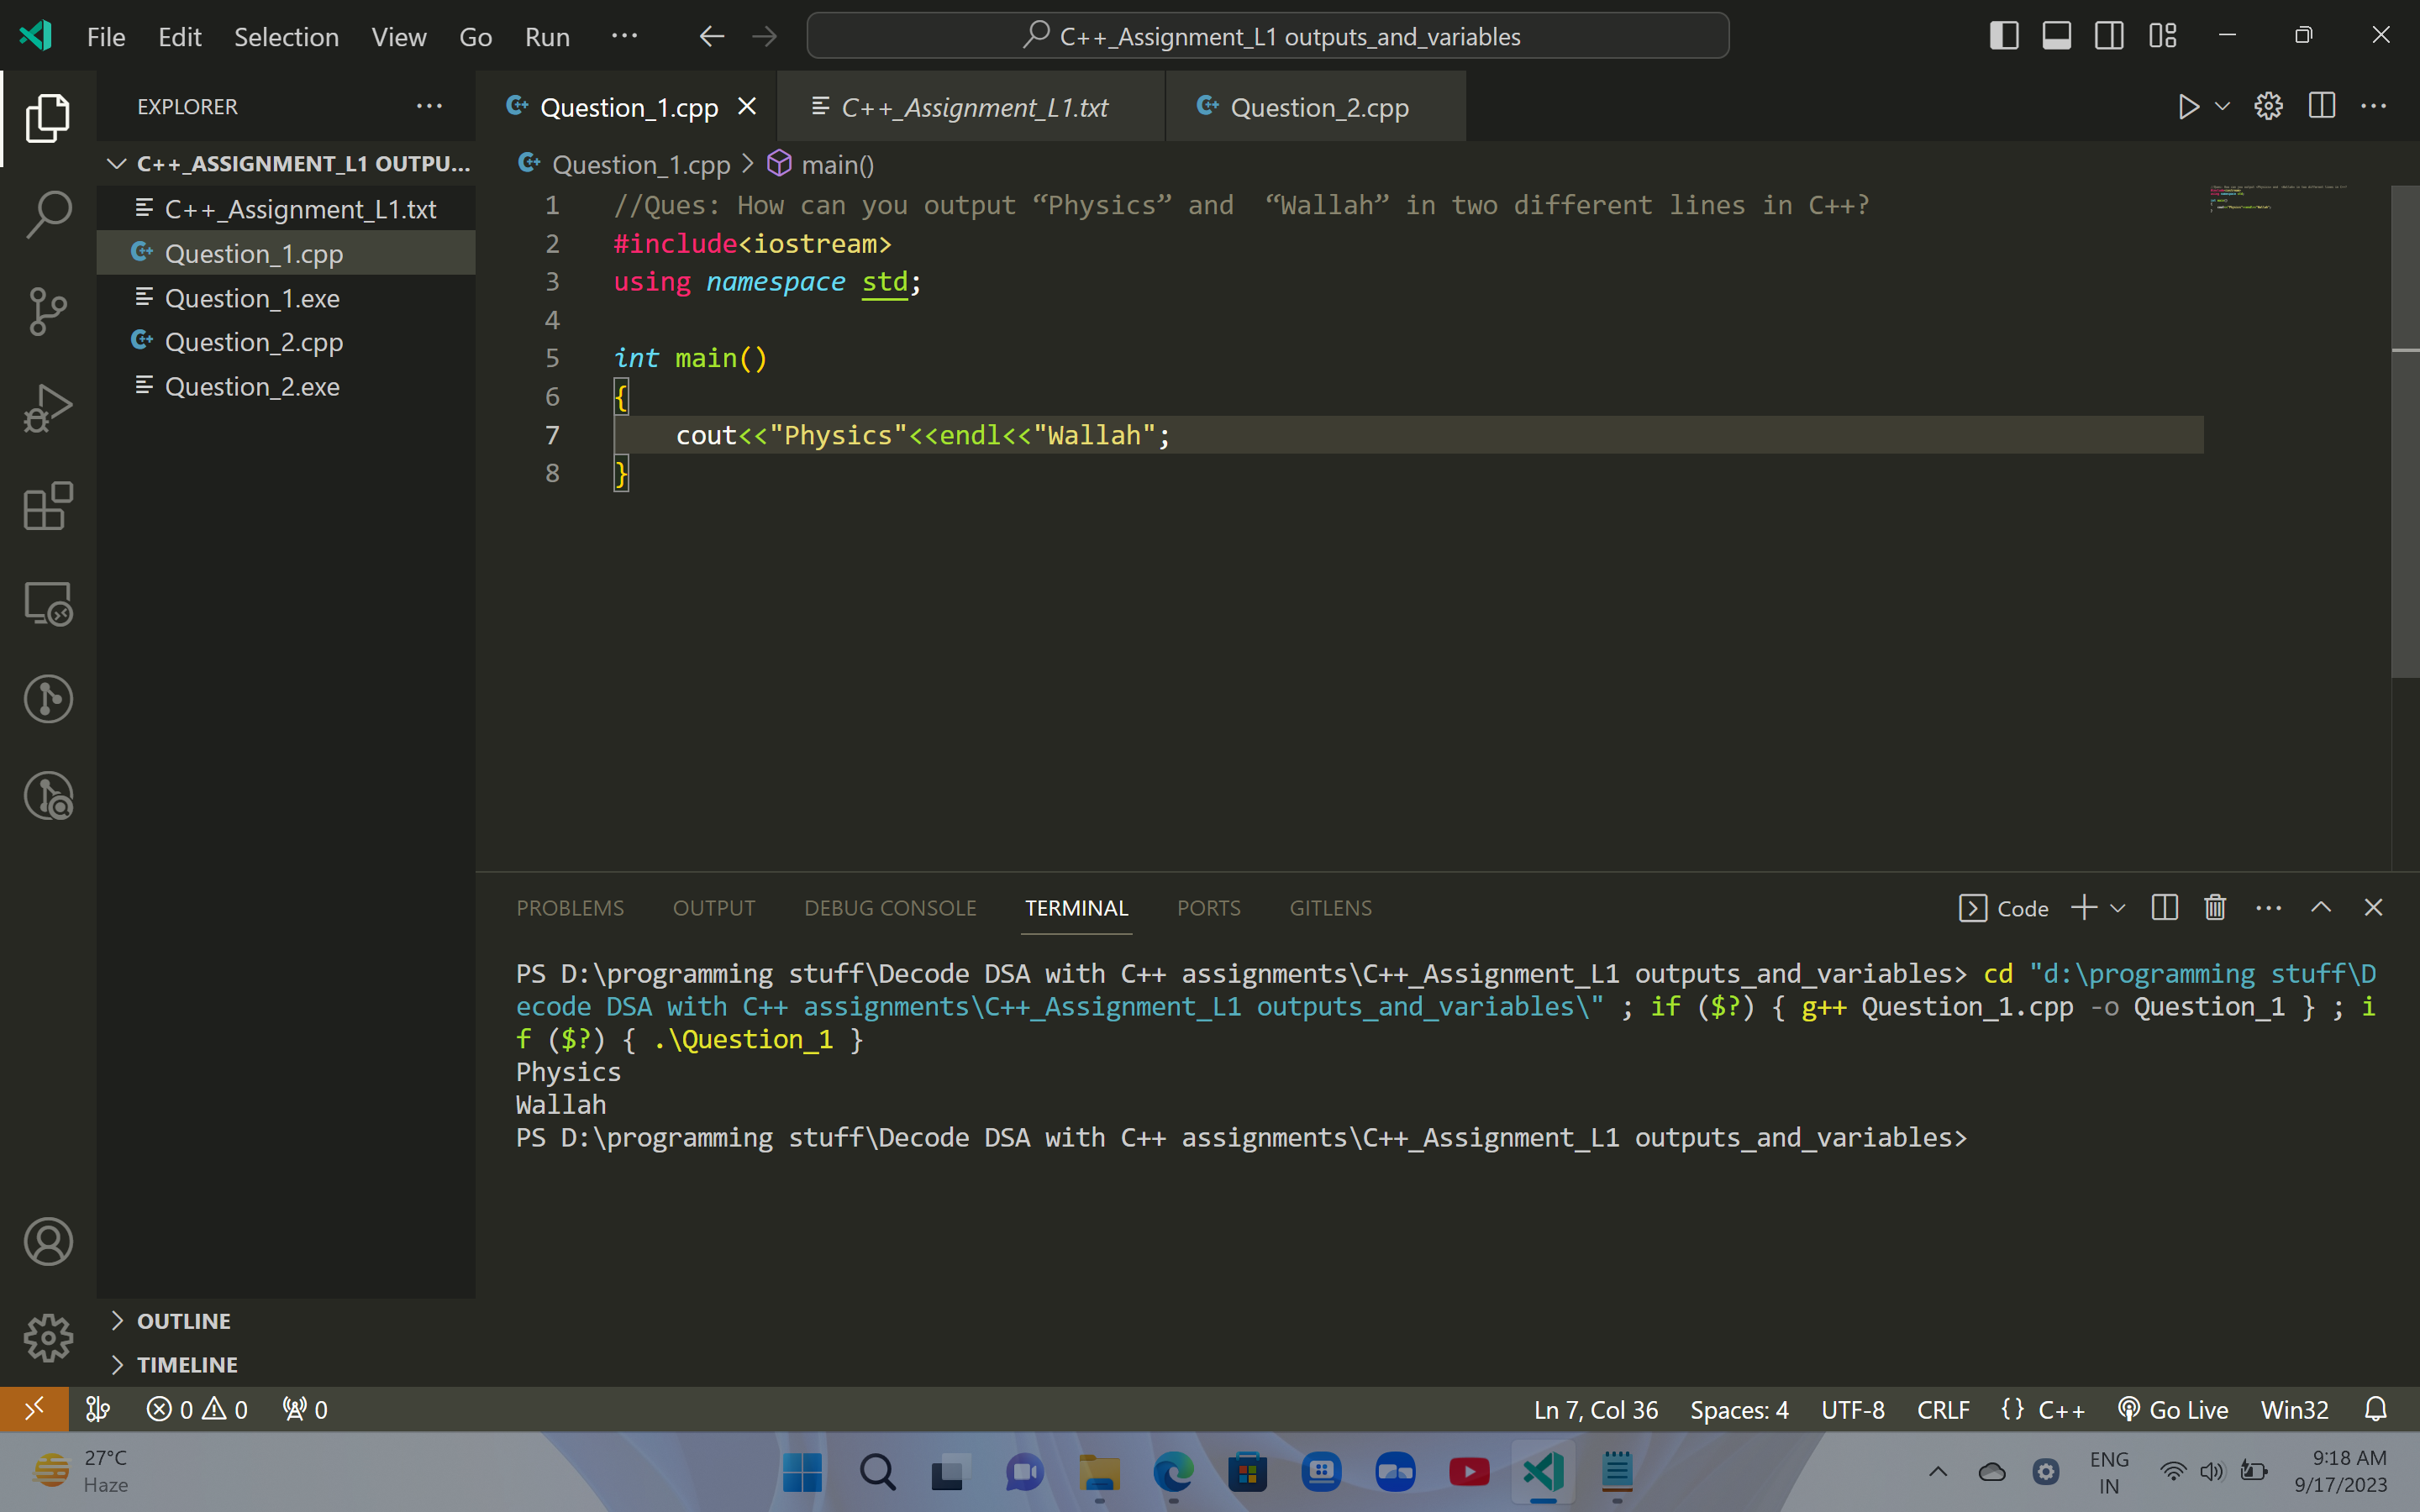 File Edit Selection View Go Run ··· C++_Assignment_L1 outputs_and_variables
EXPLORER ···
Question_1.cpp C++_Assignment_L1.txt Question_2.cpp
C++_ASSIGNMENT_L1 OUTPU...
C++_Assignment_L1.txt
Question_1.cpp
Question_1.exe
Question_2.cpp
Question_2.exe
Question_1.cpp > main()
1 //Ques: How can you output “Physics” and  “Wallah” in two different lines in C++?
2 #include<iostream>
3 using namespace std;
4
5 int main()
6 {
7     cout<<"Physics"<<endl<<"Wallah";
8 }
PROBLEMS OUTPUT DEBUG CONSOLE TERMINAL PORTS GITLENS Code
PS D:\programming stuff\Decode DSA with C++ assignments\C++_Assignment_L1 outputs_and_variables> cd "d:\programming stuff\D
ecode DSA with C++ assignments\C++_Assignment_L1 outputs_and_variables\" ; if ($?) { g++ Question_1.cpp -o Question_1 } ; i
f ($?) { .\Question_1 }
Physics
Wallah
PS D:\programming stuff\Decode DSA with C++ assignments\C++_Assignment_L1 outputs_and_variables>
OUTLINE
TIMELINE
0 0 0 Ln 7, Col 36 Spaces: 4 UTF-8 CRLF {} C++ Go Live Win32
27°C
Haze
ENG
IN
9:18 AM
9/17/2023